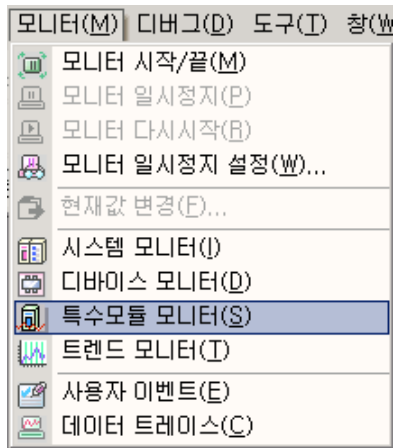 모니터(M) 디버그(D) 도구(T) 창(W
모니터 시작/끝(M)
모니터 일시정지(P)
모니터 다시시작(R)
모니터 일시정지 설정(W)...
현재값 변경(F)...
시스템 모니터(I)
디바이스 모니터(D)
특수모듈 모니터(S)
트렌드 모니터(T)
사용자 이벤트(E)
데이터 트레이스(C)